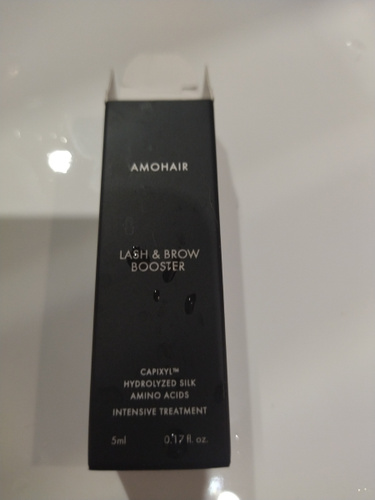 AMOHAIR
LASH & BROW
BOOSTER
CAPIXYL™
HYDROLYZED SILK
AMINO ACIDS
INTENSIVE TREATMENT
5ml 0.17 fl. oz.